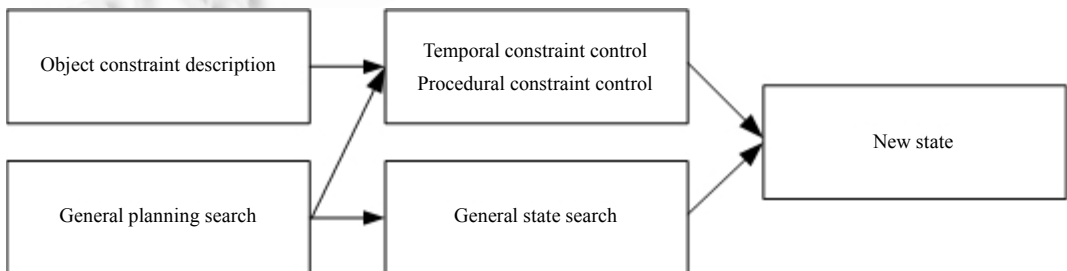 Object constraint description
Temporal constraint control
Procedural constraint control
New state
General planning search
General state search